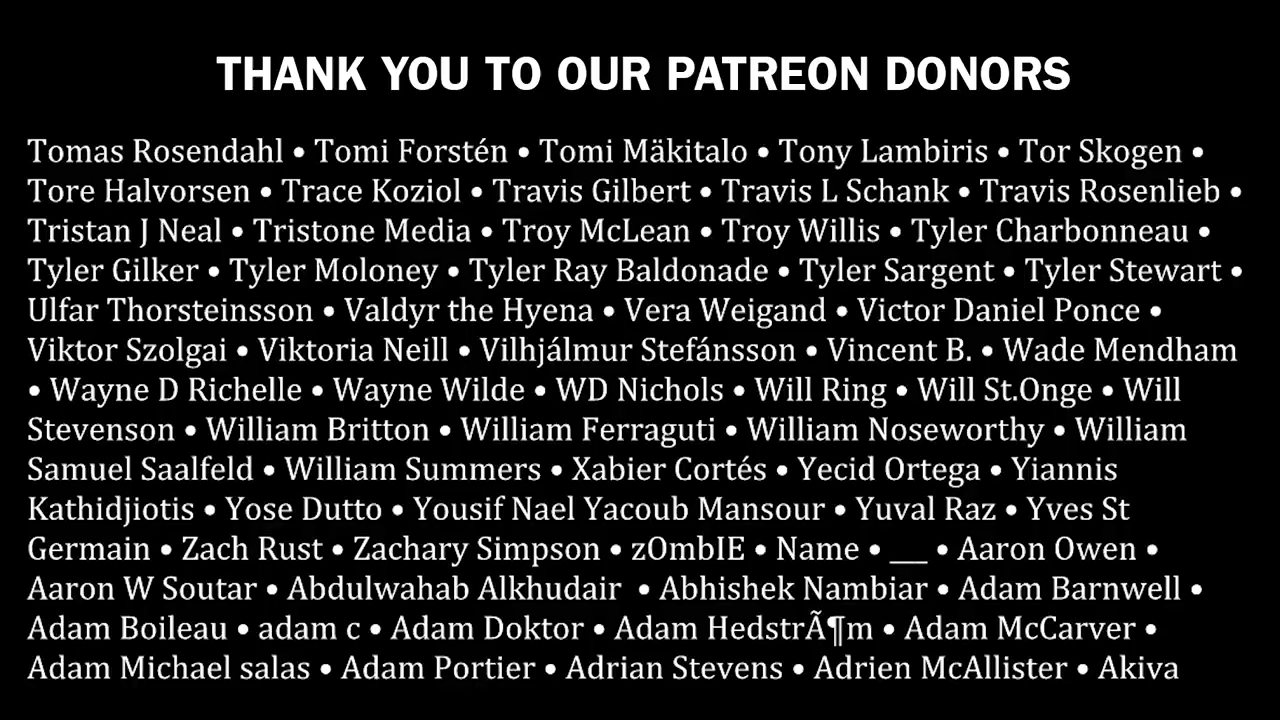 THANK YOU TO OUR PATREON DONORS
Tomas Rosendahl • Tomi Forstén • Tomi Mäkitalo • Tony Lambiris • Tor Skogen •
Tore Halvorsen • Trace Koziol • Travis Gilbert • Travis L Schank • Travis Rosenlieb •
Tristan J Neal • Tristone Media • Troy McLean • Troy Willis • Tyler Charbonneau •
Tyler Gilker • Tyler Moloney • Tyler Ray Baldonade • Tyler Sargent • Tyler Stewart •
Ulfar Thorsteinsson • Valdyr the Hyena • Vera Weigand • Victor Daniel Ponce •
Viktor Szolgai • Viktoria Neill • Vilhjálmur Stefánsson • Vincent B. • Wade Mendham
• Wayne D Richelle • Wayne Wilde • WD Nichols • Will Ring • Will St.Onge • Will
Stevenson • William Britton • William Ferraguti • William Noseworthy • William
Samuel Saalfeld • William Summers • Xabier Cortés • Yecid Ortega • Yiannis
Kathidjiotis • Yose Dutto • Yousif Nael Yacoub Mansour • Yuval Raz • Yves St
Germain • Zach Rust • Zachary Simpson • zOmbIE • Name • ___ • Aaron Owen •
Aaron W Soutar • Abdulwahab Alkhudair • Abhishek Nambiar • Adam Barnwell •
Adam Boileau • adam c • Adam Doktor • Adam HedstrÃ¶m • Adam McCarver •
Adam Michael salas • Adam Portier • Adrian Stevens • Adrien McAllister • Akiva